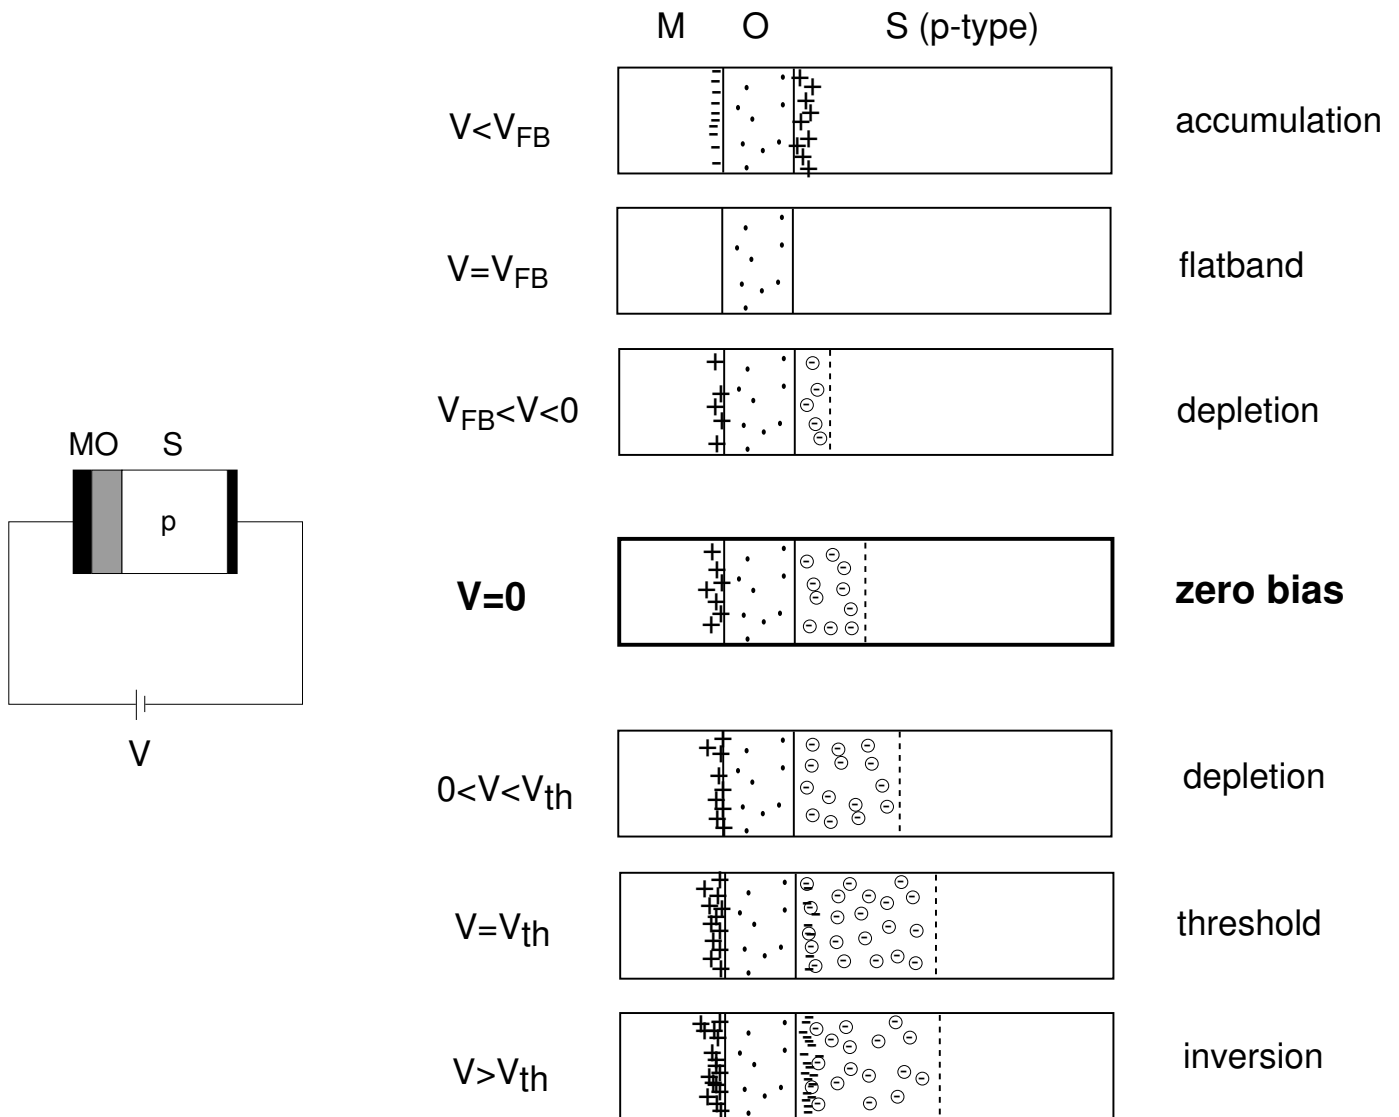 M O S (p-type)
V<V_FB accumulation
V=V_FB flatband
V_FB<V<0 depletion
MO S
p
V=0 zero bias
V
0<V<V_th depletion
V=V_th threshold
V>V_th inversion